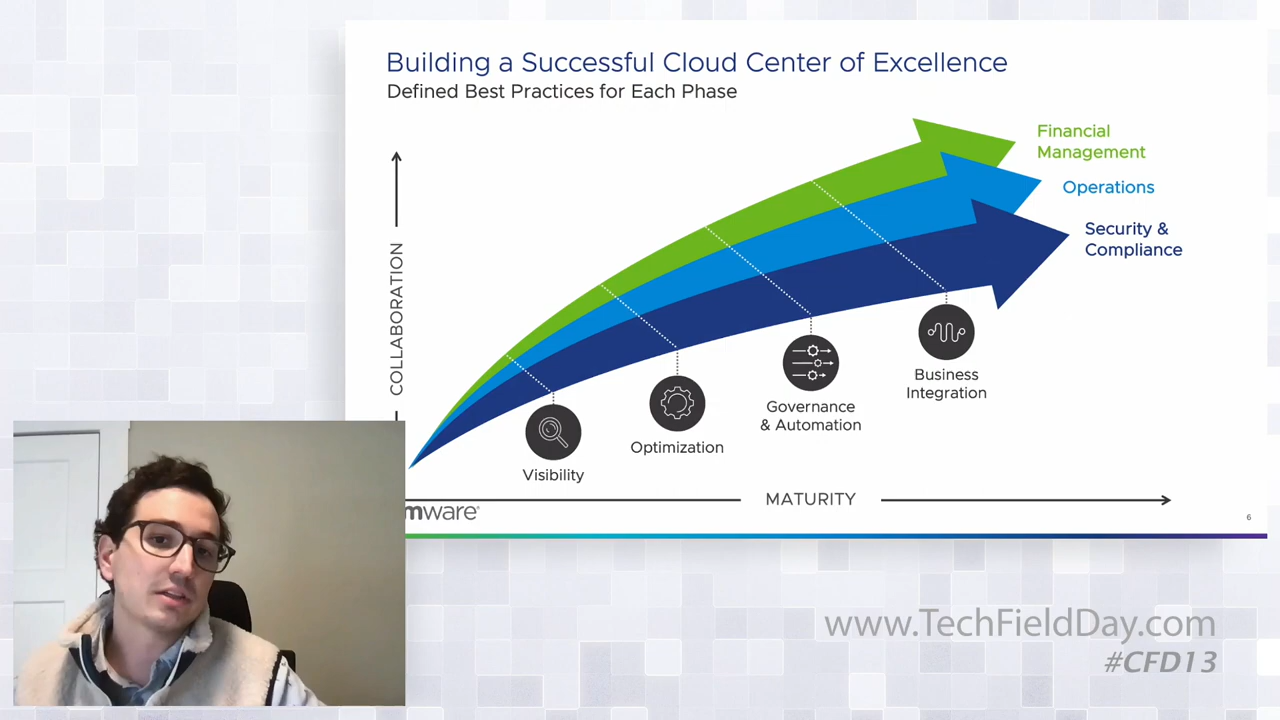 Building a Successful Cloud Center of Excellence
Defined Best Practices for Each Phase
Financial
Management
Operations
Security &
Compliance
COLLABORATION
Visibility
Optimization
Governance
& Automation
Business
Integration
MATURITY
mware®
6
www.TechFieldDay.com
#CFD13